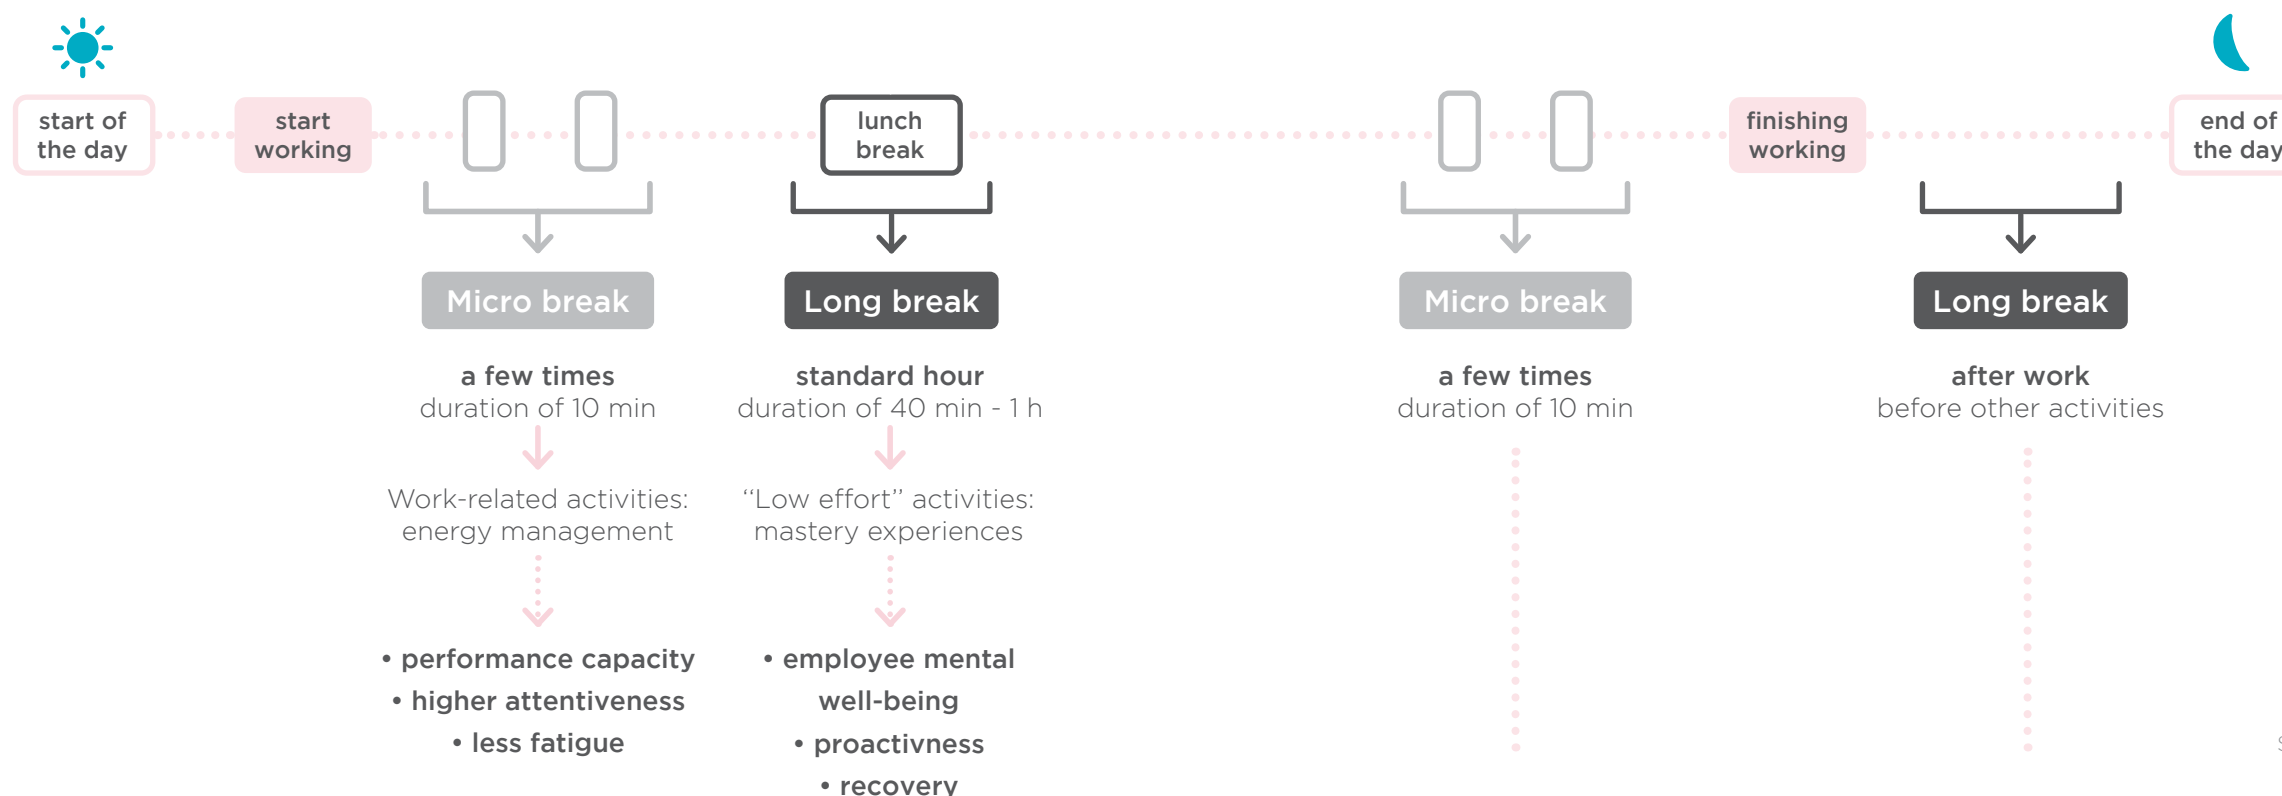 start of
the day
start
working
lunch
break
finishing
working
end of
the day
Micro break
Long break
Micro break
Long break
a few times
duration of 10 min
standard hour
duration of 40 min - 1 h
a few times
duration of 10 min
after work
before other activities
Work-related activities:
energy management
“Low effort” activities:
mastery experiences
• performance capacity
• higher attentiveness
• less fatigue
• employee mental
well-being
• proactivness
• recovery